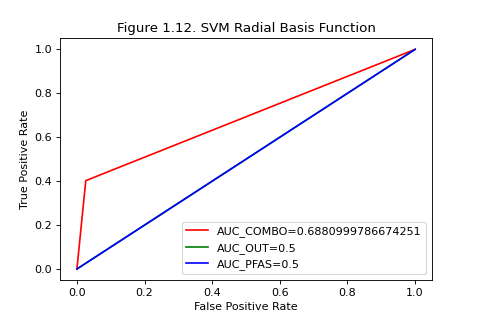 Figure 1.12. SVM Radial Basis Function
1.0
0.8
0.6
0.4
0.2
0.0
True Positive Rate
AUC_COMBO=0.6880999786674251
AUC_OUT=0.5
AUC_PFAS=0.5
0.0 0.2 0.4 0.6 0.8 1.0
False Positive Rate